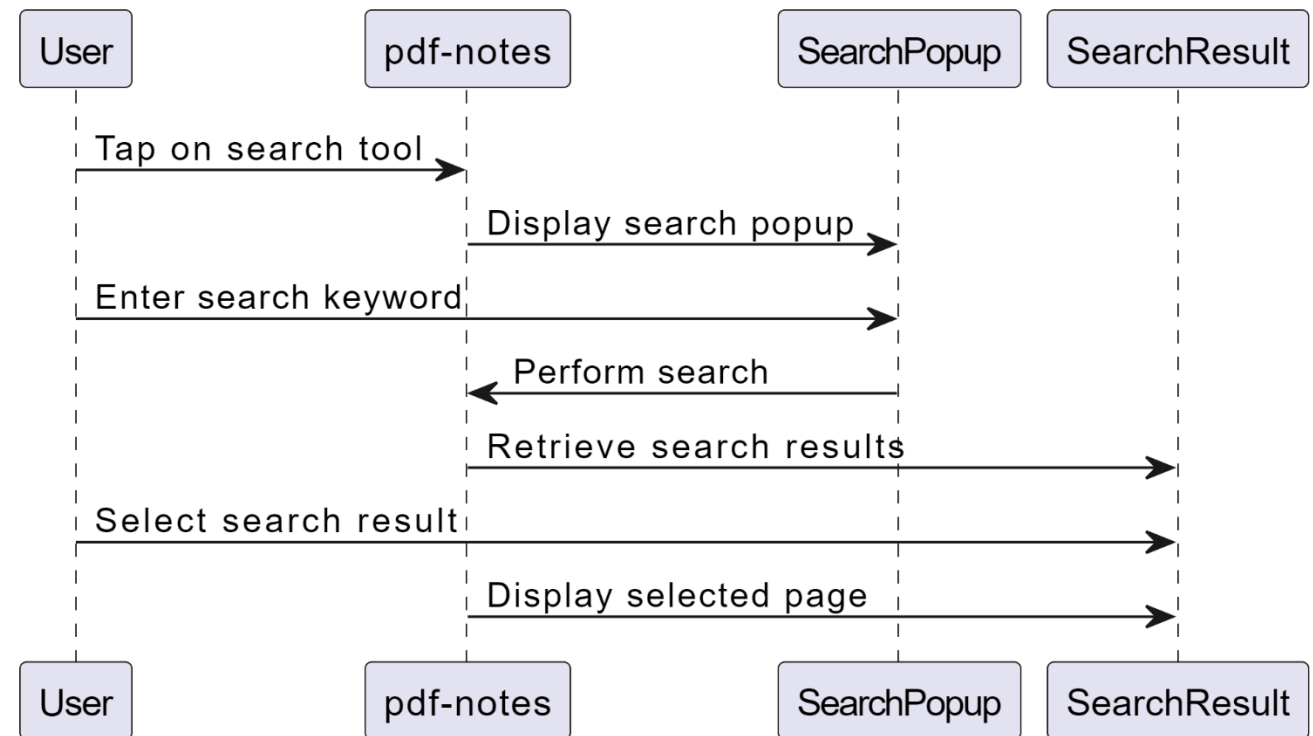 User
pdf-notes
SearchPopup
SearchResult
Tap on search tool
Display search popup
Enter search keyword
Perform search
Retrieve search results
Select search result
Display selected page
User
pdf-notes
SearchPopup
SearchResult